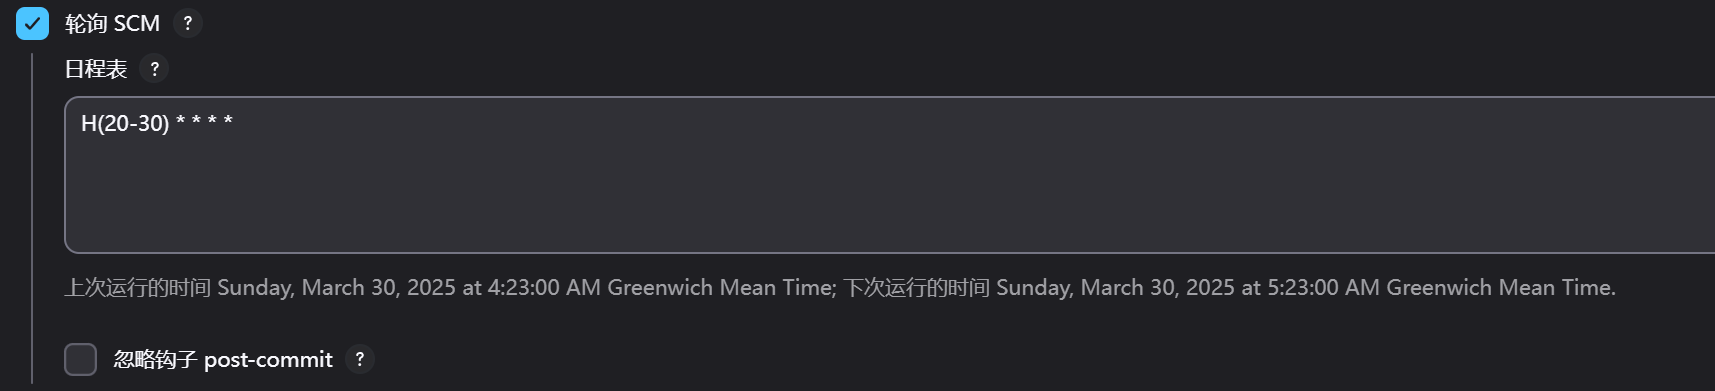 轮询 SCM ?
日程表 ?
H(20-30) * * * *
上次运行的时间 Sunday, March 30, 2025 at 4:23:00 AM Greenwich Mean Time; 下次运行的时间 Sunday, March 30, 2025 at 5:23:00 AM Greenwich Mean Time.
忽略钩子 post-commit ?